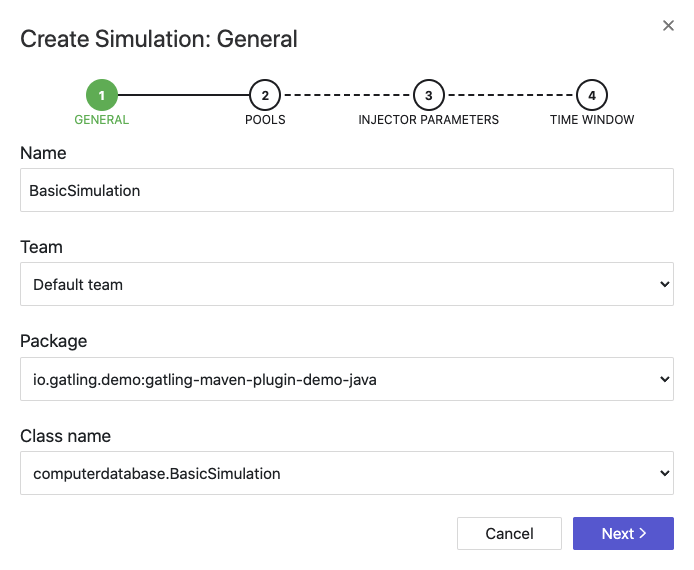 Create Simulation: General
1 2 3 4
GENERAL POOLS INJECTOR PARAMETERS TIME WINDOW
Name
BasicSimulation
Team
Default team
Package
io.gatling.demo:gatling-maven-plugin-demo-java
Class name
computerdatabase.BasicSimulation
Cancel Next